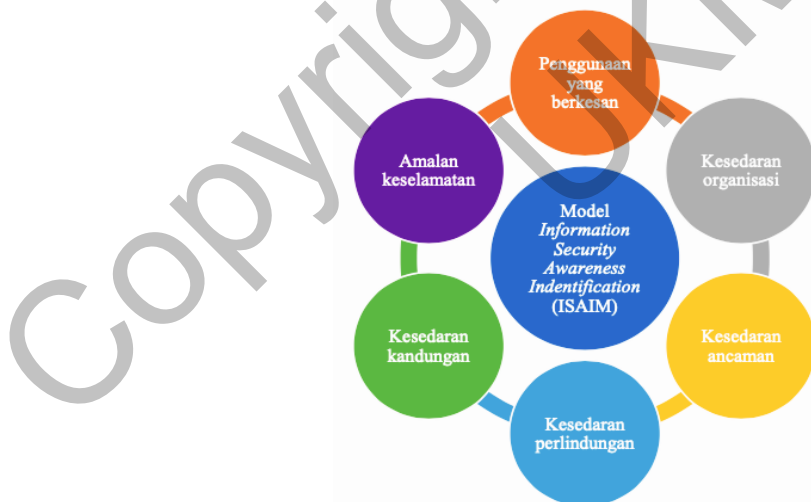 Copyright
UKM
Penggunaan
yang
berkesan
Kesedaran
organisasi
Kesedaran
ancaman
Kesedaran
perlindungan
Kesedaran
kandungan
Amalan
keselamatan
Model
Information
Security
Awareness
Indentification
(ISAIM)